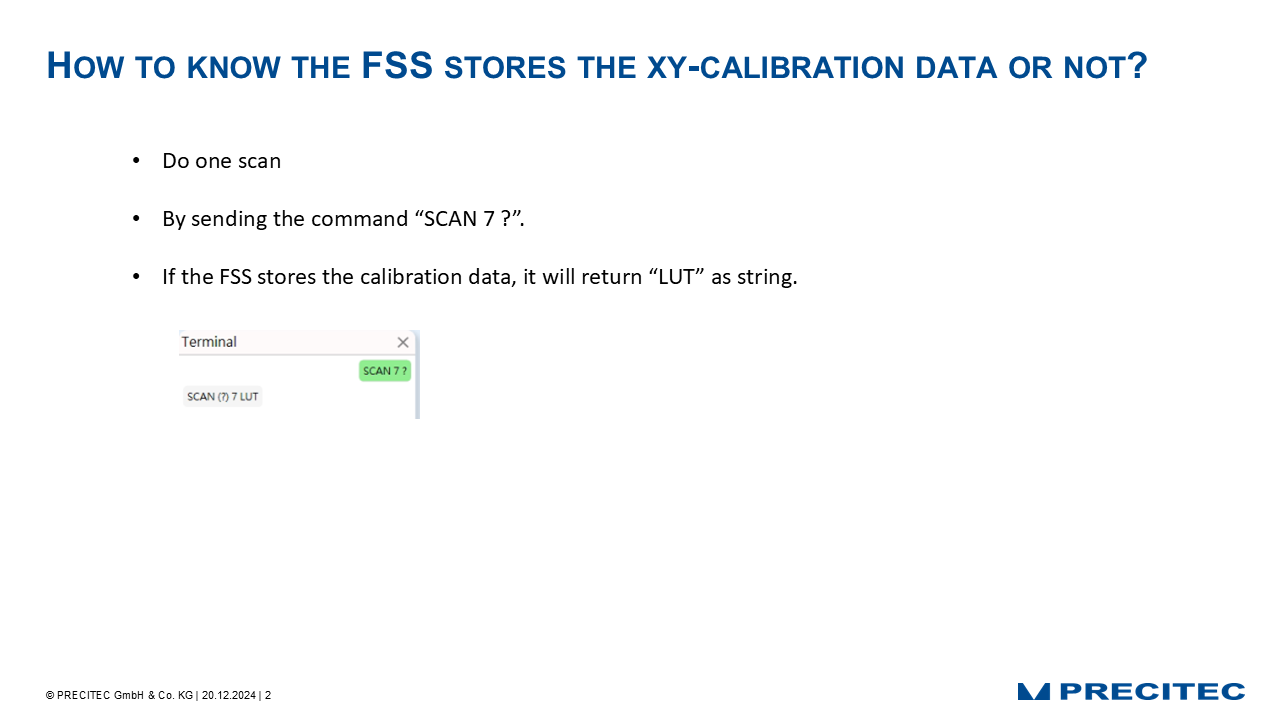 HOW TO KNOW THE FSS STORES THE XY-CALIBRATION DATA OR NOT?
• Do one scan
• By sending the command “SCAN 7 ?”.
• If the FSS stores the calibration data, it will return “LUT” as string.
Terminal
SCAN 7 ?
SCAN (?) 7 LUT
© PRECITEC GmbH & Co. KG | 20.12.2024 | 2
PRECITEC